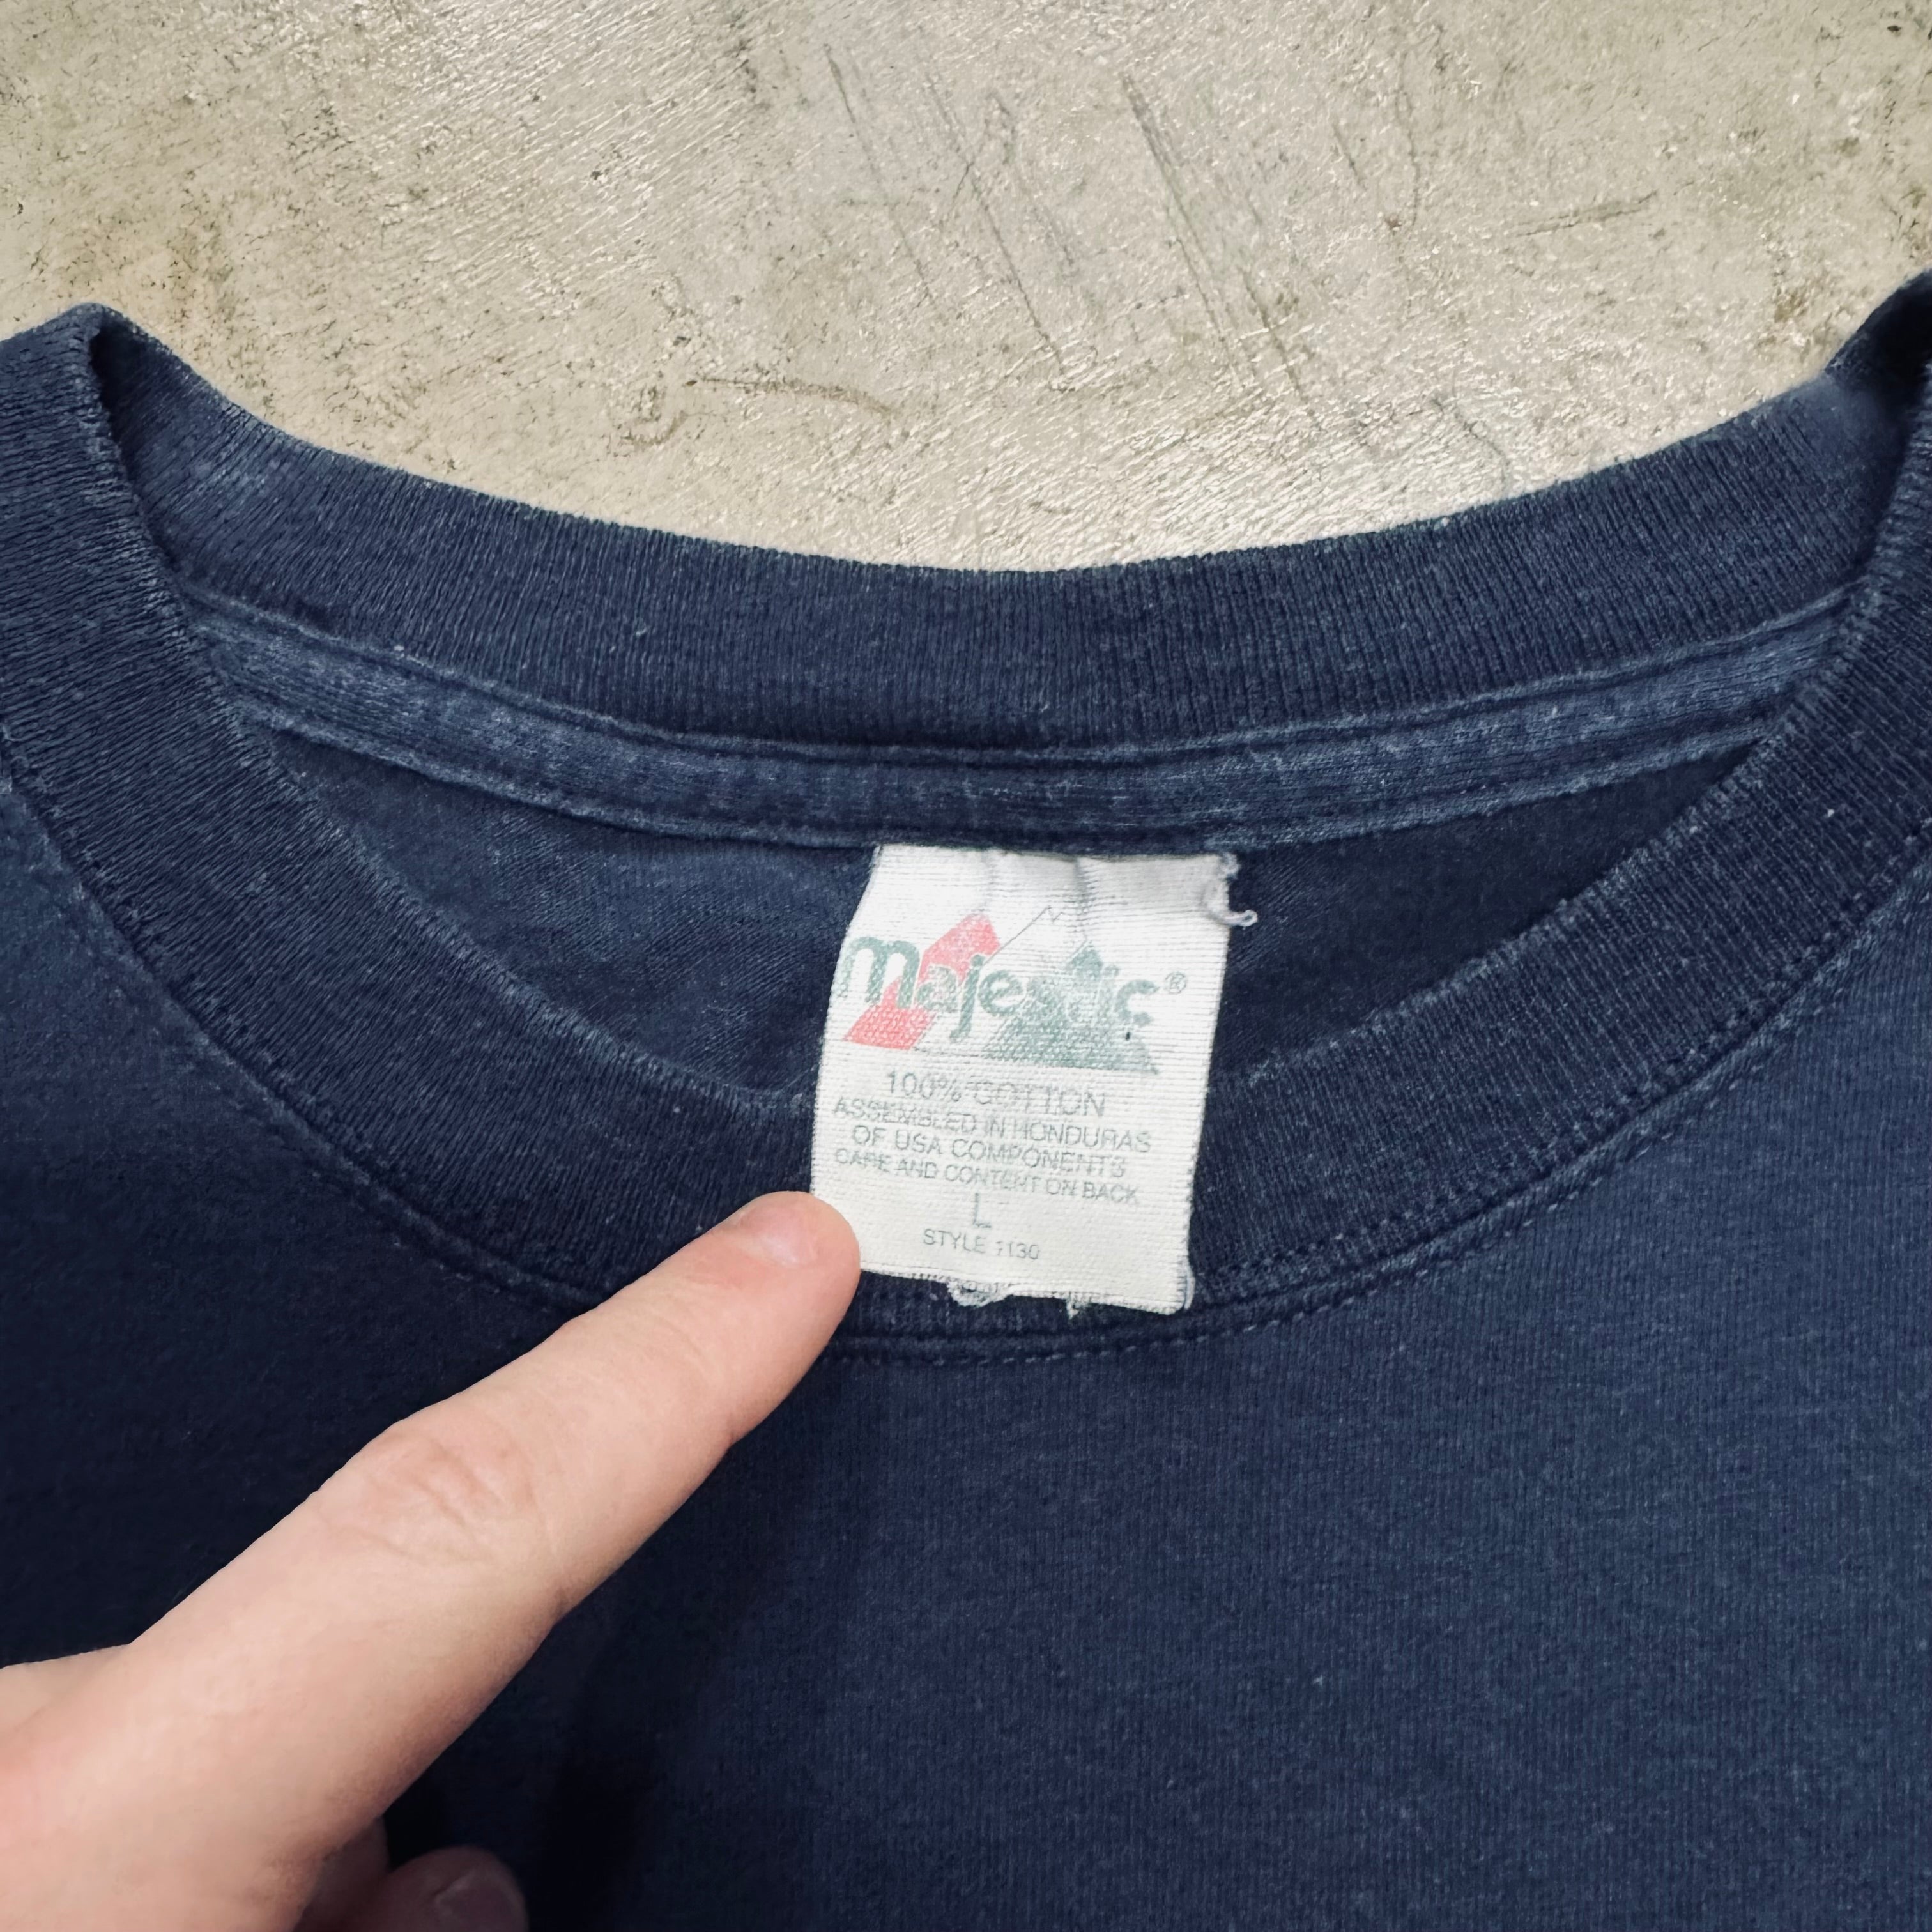 majestic®
100% COTTON
ASSEMBLED IN HONDURAS
OF USA COMPONENTS
CARE AND CONTENT ON BACK
L
STYLE 1130